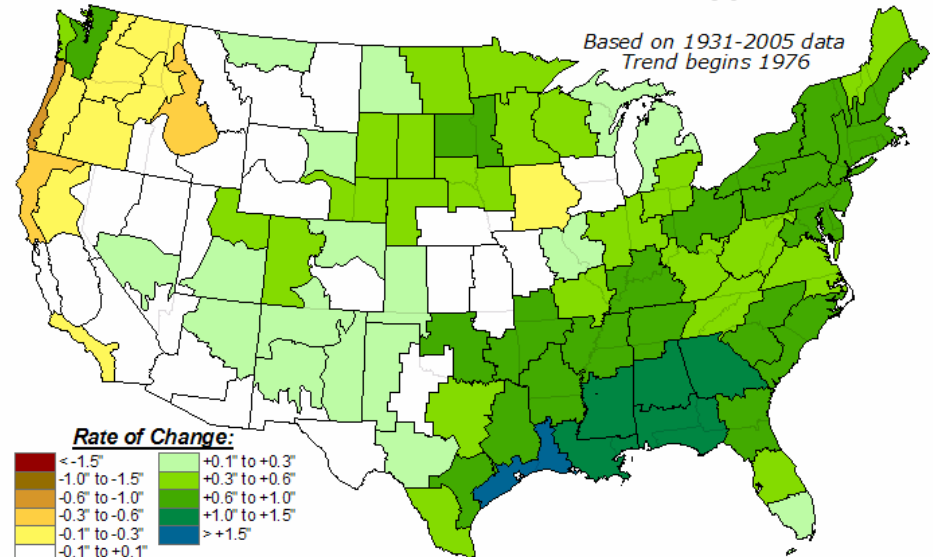 Based on 1931-2005 data
Trend begins 1976
Rate of Change:
< -1.5"
-1.0" to -1.5"
-0.6" to -1.0"
-0.3" to -0.6"
-0.1" to -0.3"
-0.1" to +0.1"
+0.1" to +0.3"
+0.3" to +0.6"
+0.6" to +1.0"
+1.0" to +1.5"
> +1.5"